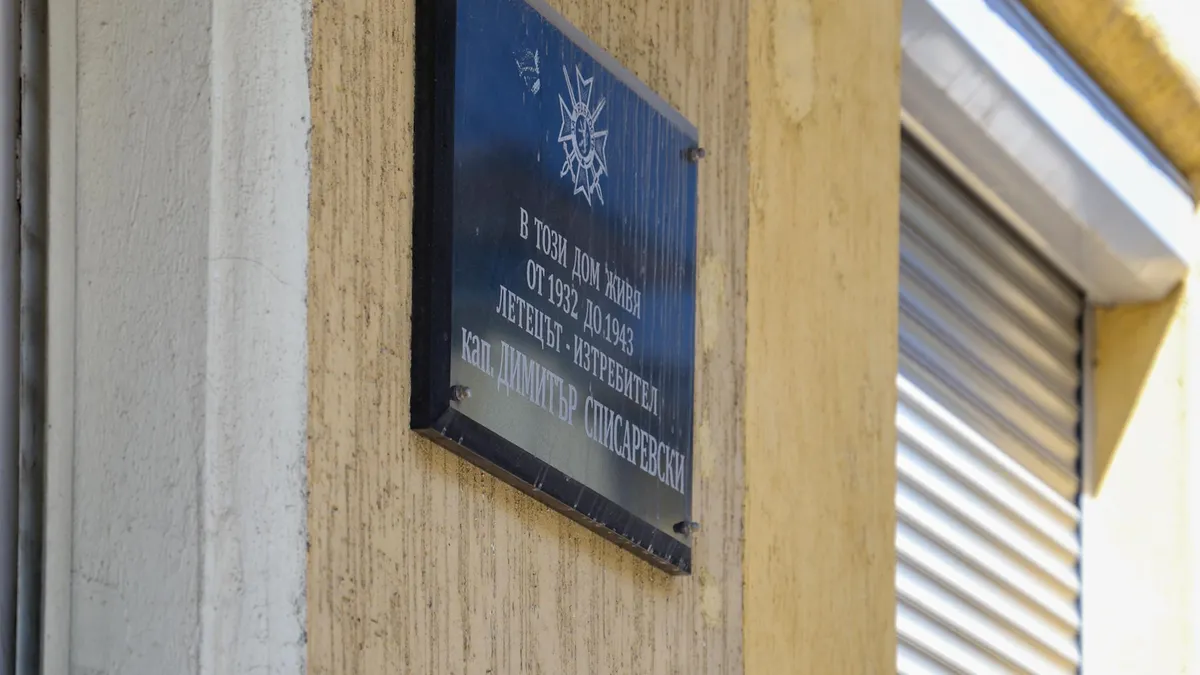 В ТОЗИ ДОМ ЖИВЯ
ОТ 1932 ДО 1943
ЛЕТЕЦЪТ - ИЗТРЕБИТЕЛ
кап. ДИМИТЪР СПИСАРЕВСКИ